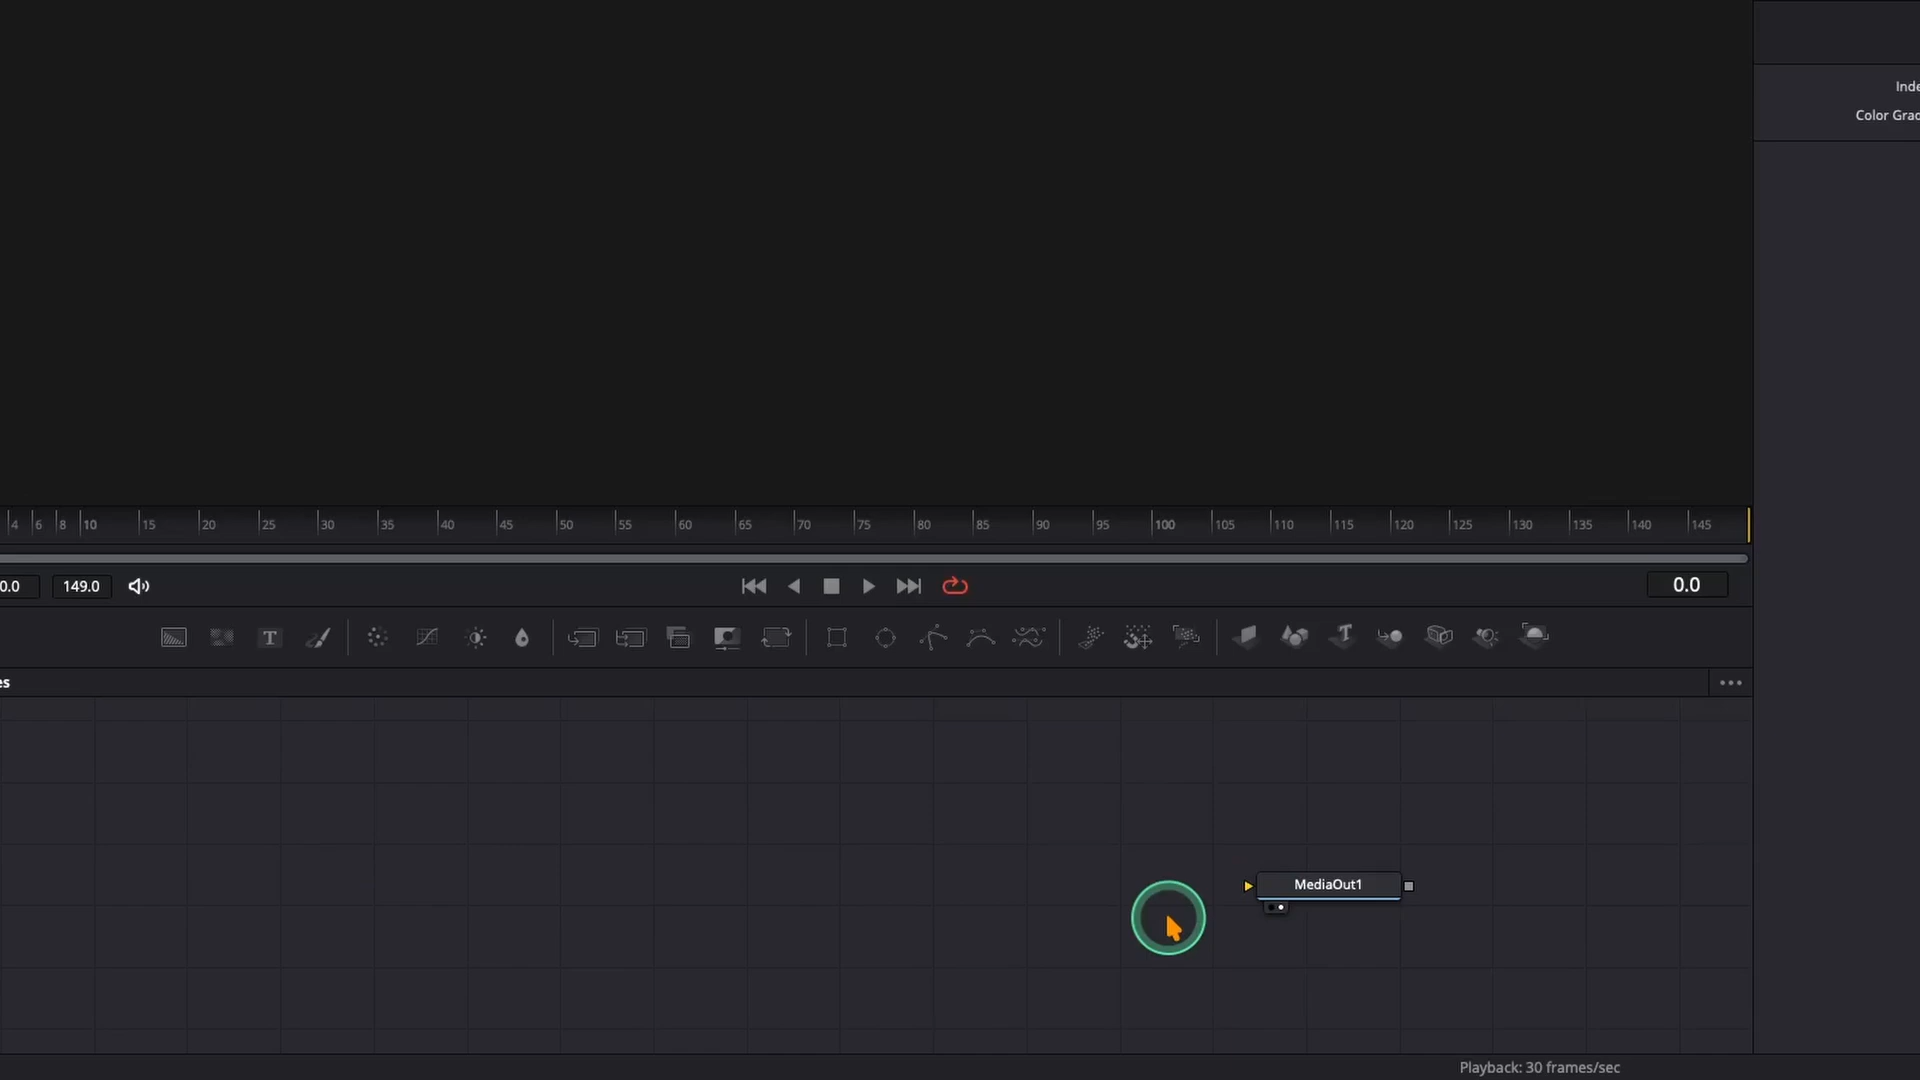 Inde
Color Grad
4 6 8 10 15 20 25 30 35 40 45 50 55 60 65 70 75 80 85 90 95 100 105 110 115 120 125 130 135 140 145
0.0 149.0 0.0
T T
es
MediaOut1
Playback: 30 frames/sec